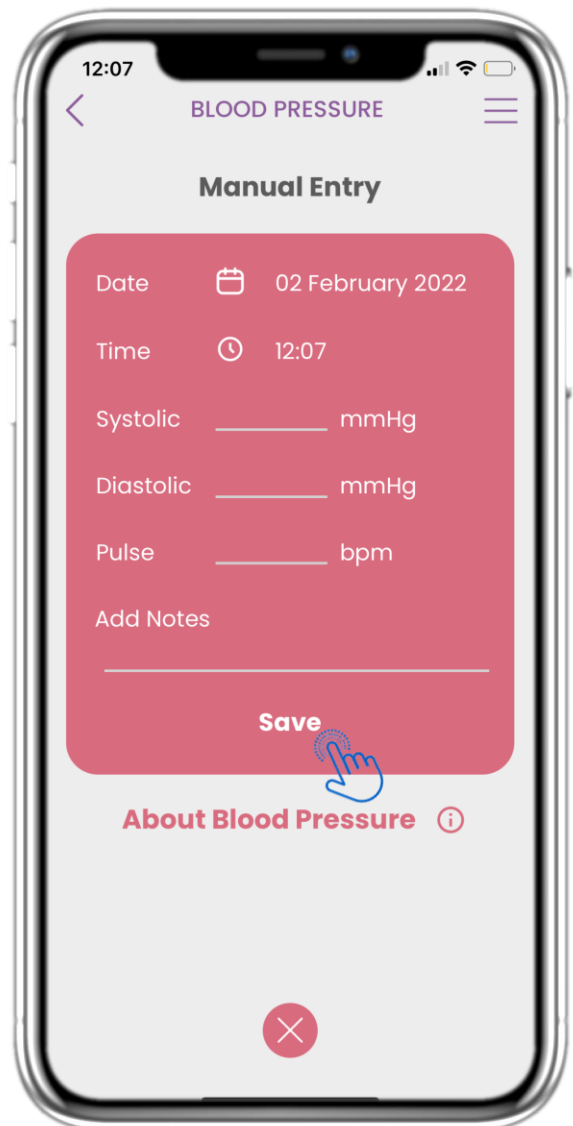 12:07
BLOOD PRESSURE
Manual Entry
Date 02 February 2022
Time 12:07
Systolic mmHg
Diastolic mmHg
Pulse bpm
Add Notes
Save
About Blood Pressure